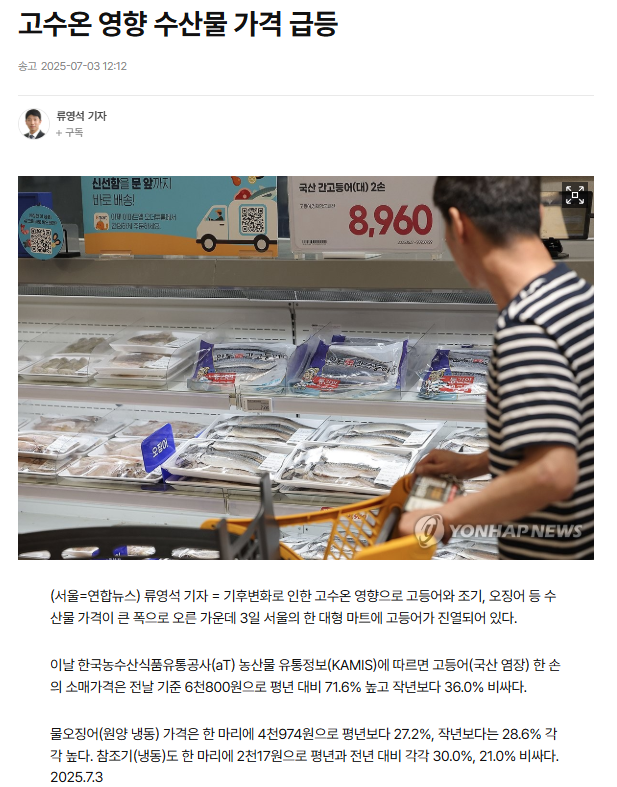 고수온 영향 수산물 가격 급등
송고 2025-07-03 12:12
류영석 기자
+ 구독
신선함을 문 앞까지
바로 배송!
국산 간고등어(대) 2손
8,960
오징어
YONHAP NEWS
(서울=연합뉴스) 류영석 기자 = 기후변화로 인한 고수온 영향으로 고등어와 조기, 오징어 등 수
산물 가격이 큰 폭으로 오른 가운데 3일 서울의 한 대형 마트에 고등어가 진열되어 있다.
이날 한국농수산식품유통공사(aT) 농산물 유통정보(KAMIS)에 따르면 고등어(국산 염장) 한 손
의 소매가격은 전날 기준 6천800원으로 평년 대비 71.6% 높고 작년보다 36.0% 비싸다.
물오징어(원양 냉동) 가격은 한 마리에 4천974원으로 평년보다 27.2%, 작년보다는 28.6% 각
각 높다. 참조기(냉동)도 한 마리에 2천17원으로 평년과 전년 대비 각각 30.0%, 21.0% 비싸다.
2025.7.3